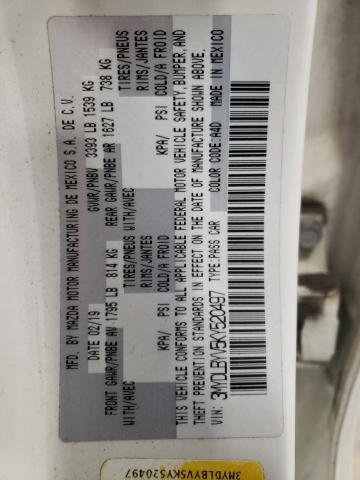 MFD BY MAZDA MOTOR MANUFACTURING DE MEXICO S.A. DE C.V.
DATE: 02/19 GVWR/PNBV 3393 LB 1539 KG
FRONT GAWR/PNBE AV 1795 LB 814 KG REAR GAWR/PNBE AR 1627 LB 738 KG
WITH/AVEC TIRES/PNEUS WITH/AVEC TIRES/PNEUS
RIMS/JANTES RIMS/JANTES
COLD/A FROID KPA/ PSI COLD/A FROID KPA/ PSI
THIS VEHICLE CONFORMS TO ALL APPLICABLE FEDERAL MOTOR VEHICLE SAFETY, BUMPER, AND
THEFT PREVENTION STANDARDS IN EFFECT ON THE DATE OF MANUFACTURE SHOWN ABOVE.
VIN: 3MYDLBYV5KY520497 TYPE: PASS CAR COLOR CODE: A4D MADE IN MEXICO
3MYDLBYV5KY520497